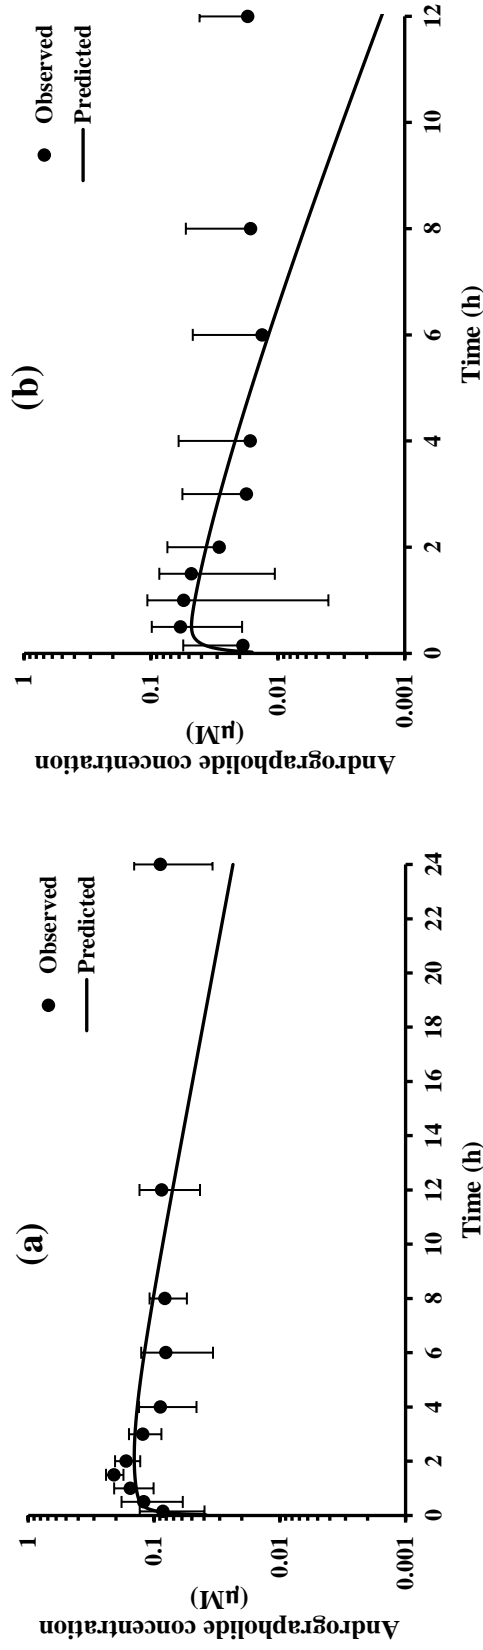 (a)
Observed
Predicted
Andrographolide concentration
(µM)
1
0.1
0.01
0.001
0 2 4 6 8 10 12 14 16 18 20 22 24
Time (h)
(b)
Observed
Predicted
Andrographolide concentration
(µM)
1
0.1
0.01
0.001
0 2 4 6 8 10 12
Time (h)